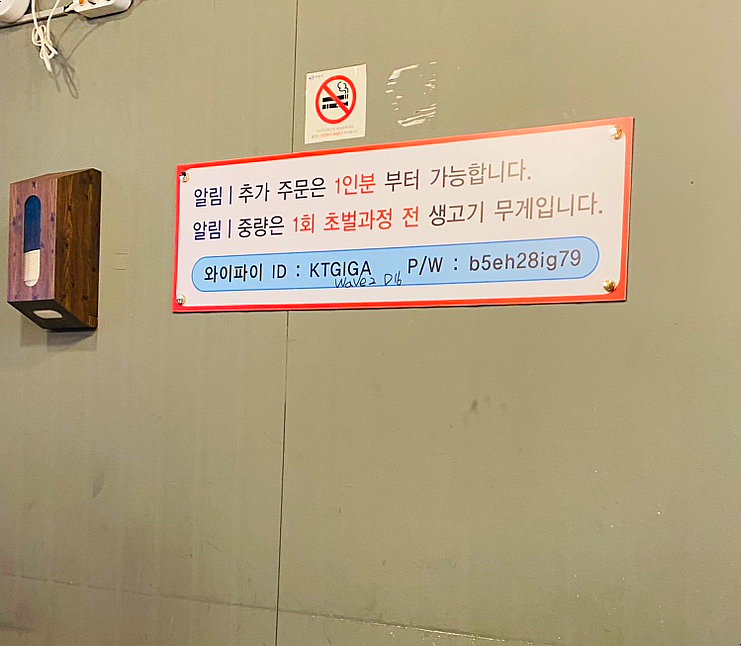 알림 | 추가 주문은 1인분 부터 가능합니다.
알림 | 중량은 1회 초벌과정 전 생고기 무게입니다.
와이파이 ID : KTGIGA P/W : b5eh28ig79
Wave2 D16